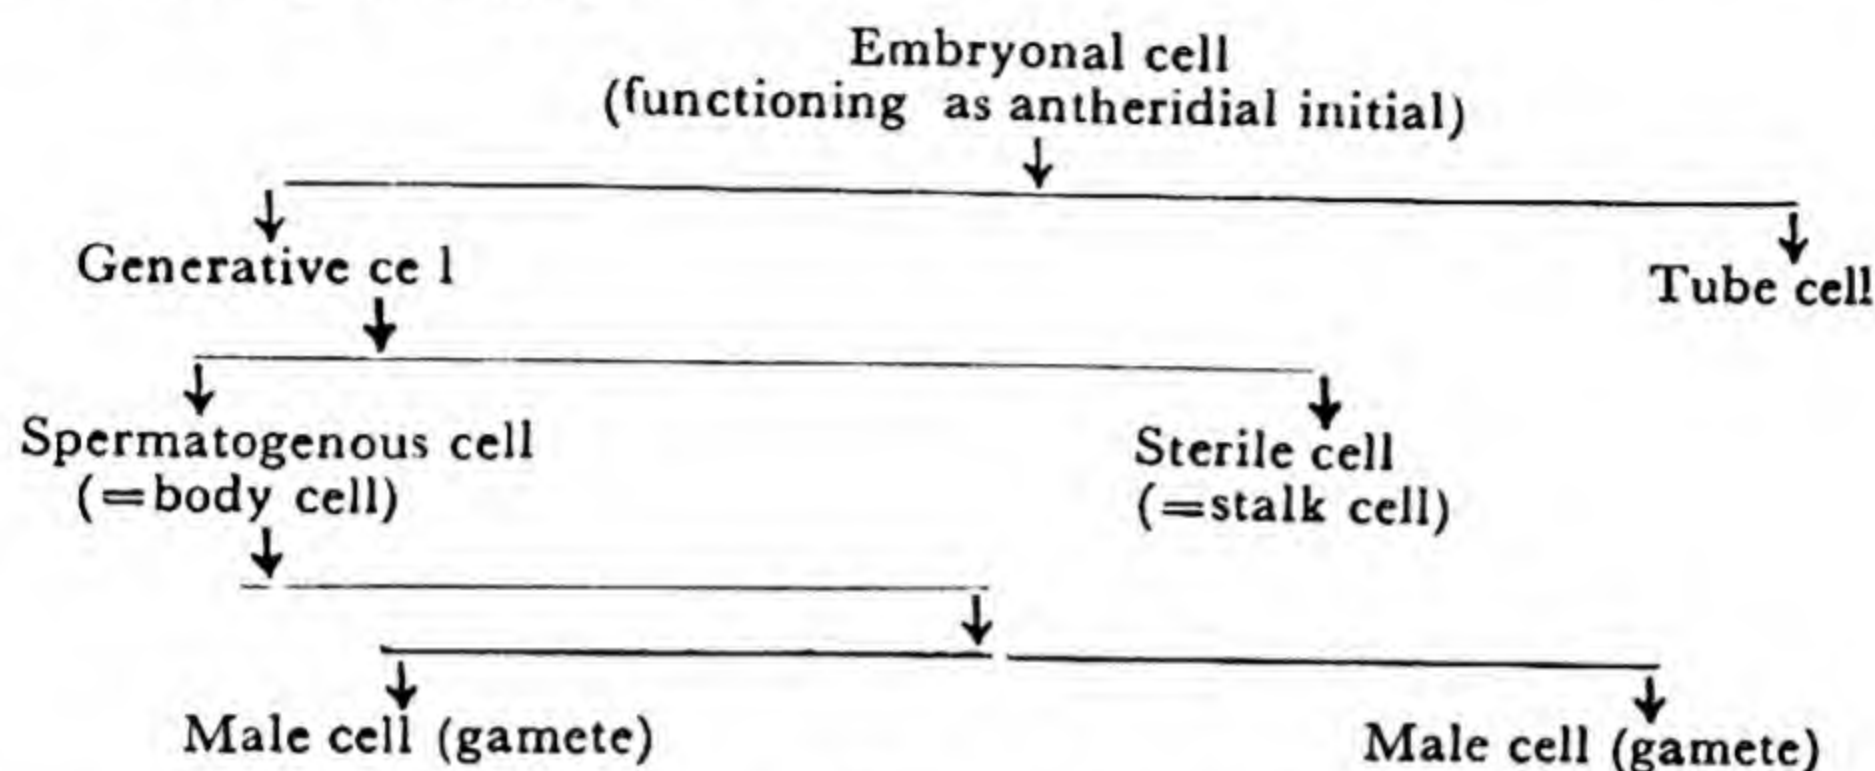 Embryonal cell
(functioning as antheridial initial)
Generative ce l
Tube cell
Spermatogenous cell
(=body cell)
Sterile cell
(=stalk cell)
Male cell (gamete)
Male cell (gamete)